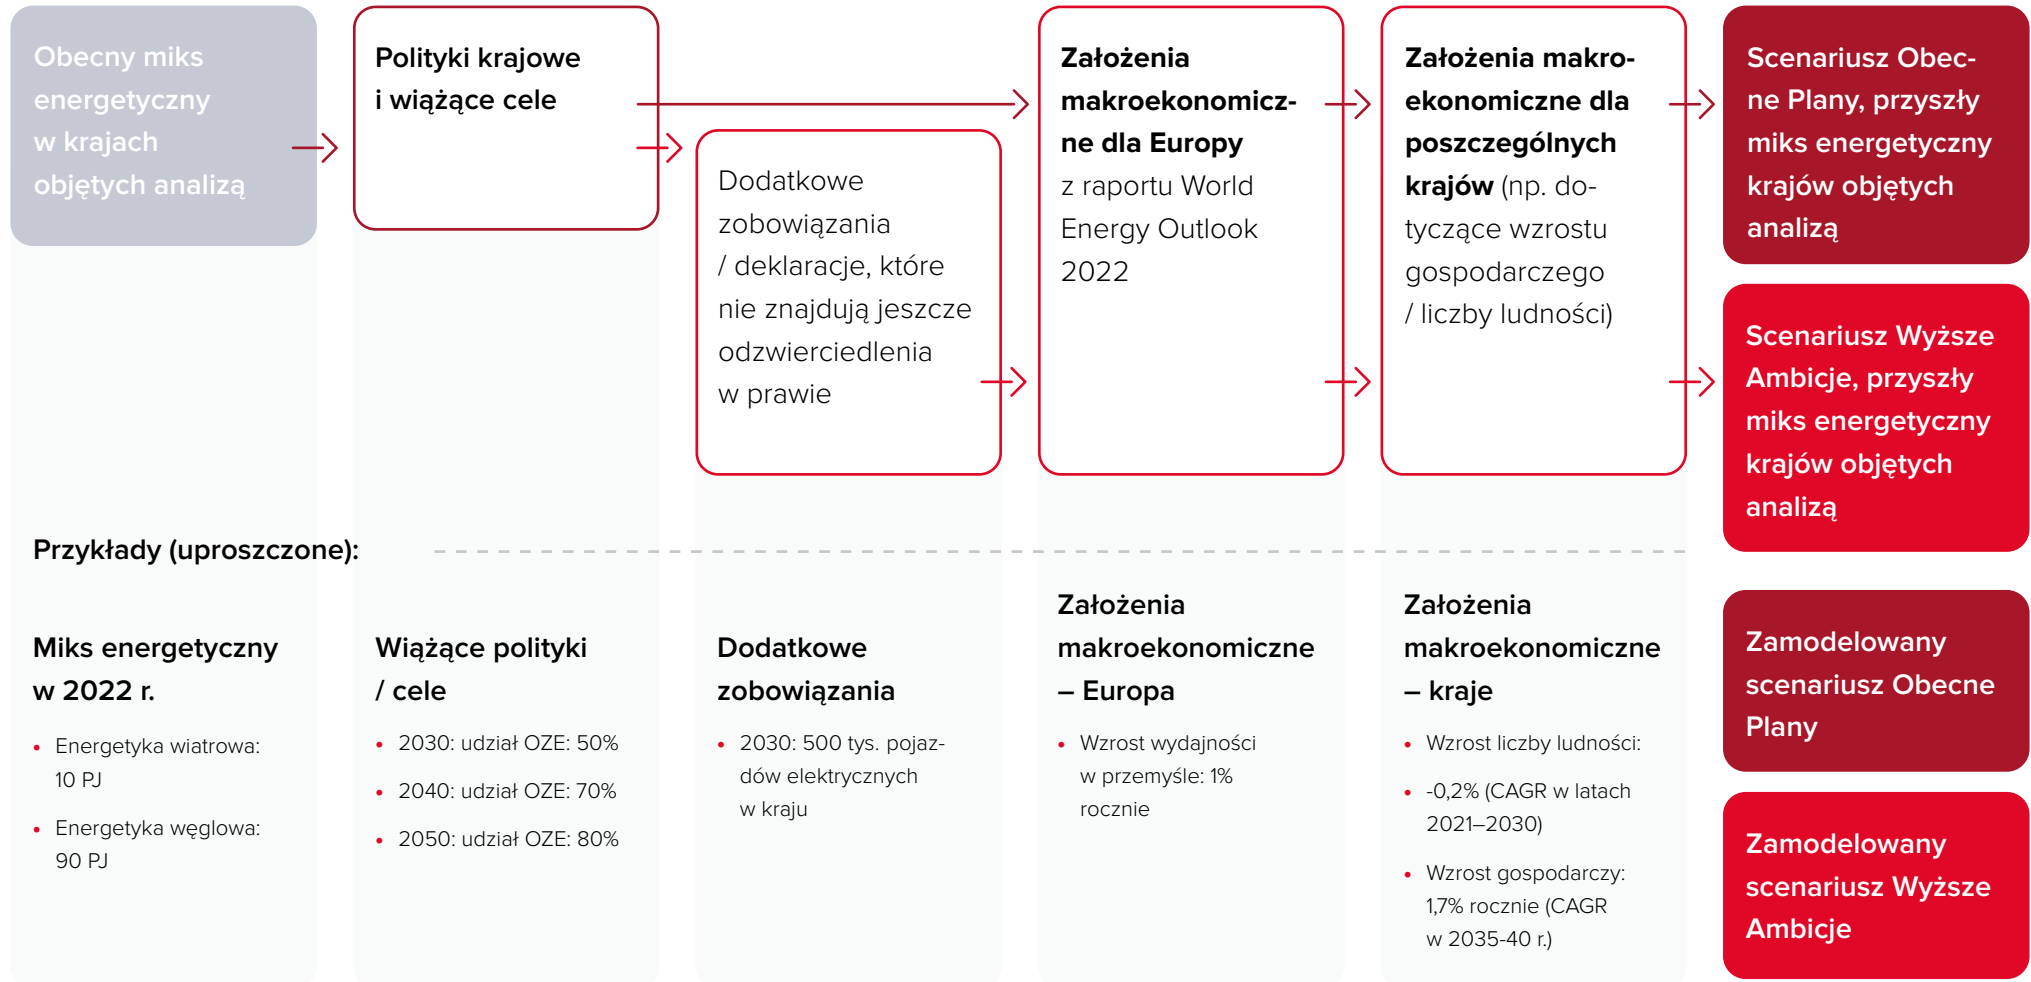 Obecny miks
energetyczny
w krajach
objętych analizą
Polityki krajowe
i wiążące cele
Dodatkowe
zobowiązania
/ deklaracje, które
nie znajdują jeszcze
odzwierciedlenia
w prawie
Założenia
makroekonomicz-
ne dla Europy
z raportu World
Energy Outlook
2022
Założenia makro-
ekonomiczne dla
poszczególnych
krajów (np. do-
tyczące wzrostu
gospodarczego
/ liczby ludności)
Scenariusz Obec-
ne Plany, przyszły
miks energetyczny
krajów objętych
analizą
Scenariusz Wyższe
Ambicje, przyszły
miks energetyczny
krajów objętych
analizą
Przykłady (uproszczone):
Miks energetyczny
w 2022 r.
• Energetyka wiatrowa:
10 PJ
• Energetyka węglowa:
90 PJ
Wiążące polityki
/ cele
• 2030: udział OZE: 50%
• 2040: udział OZE: 70%
• 2050: udział OZE: 80%
Dodatkowe
zobowiązania
• 2030: 500 tys. pojaz-
dów elektrycznych
w kraju
Założenia
makroekonomiczne
– Europa
• Wzrost wydajności
w przemyśle: 1%
rocznie
Założenia
makroekonomiczne
– kraje
• Wzrost liczby ludności:
• -0,2% (CAGR w latach
2021–2030)
• Wzrost gospodarczy:
1,7% rocznie (CAGR
w 2035-40 r.)
Zamodelowany
scenariusz Obecne
Plany
Zamodelowany
scenariusz Wyższe
Ambicje